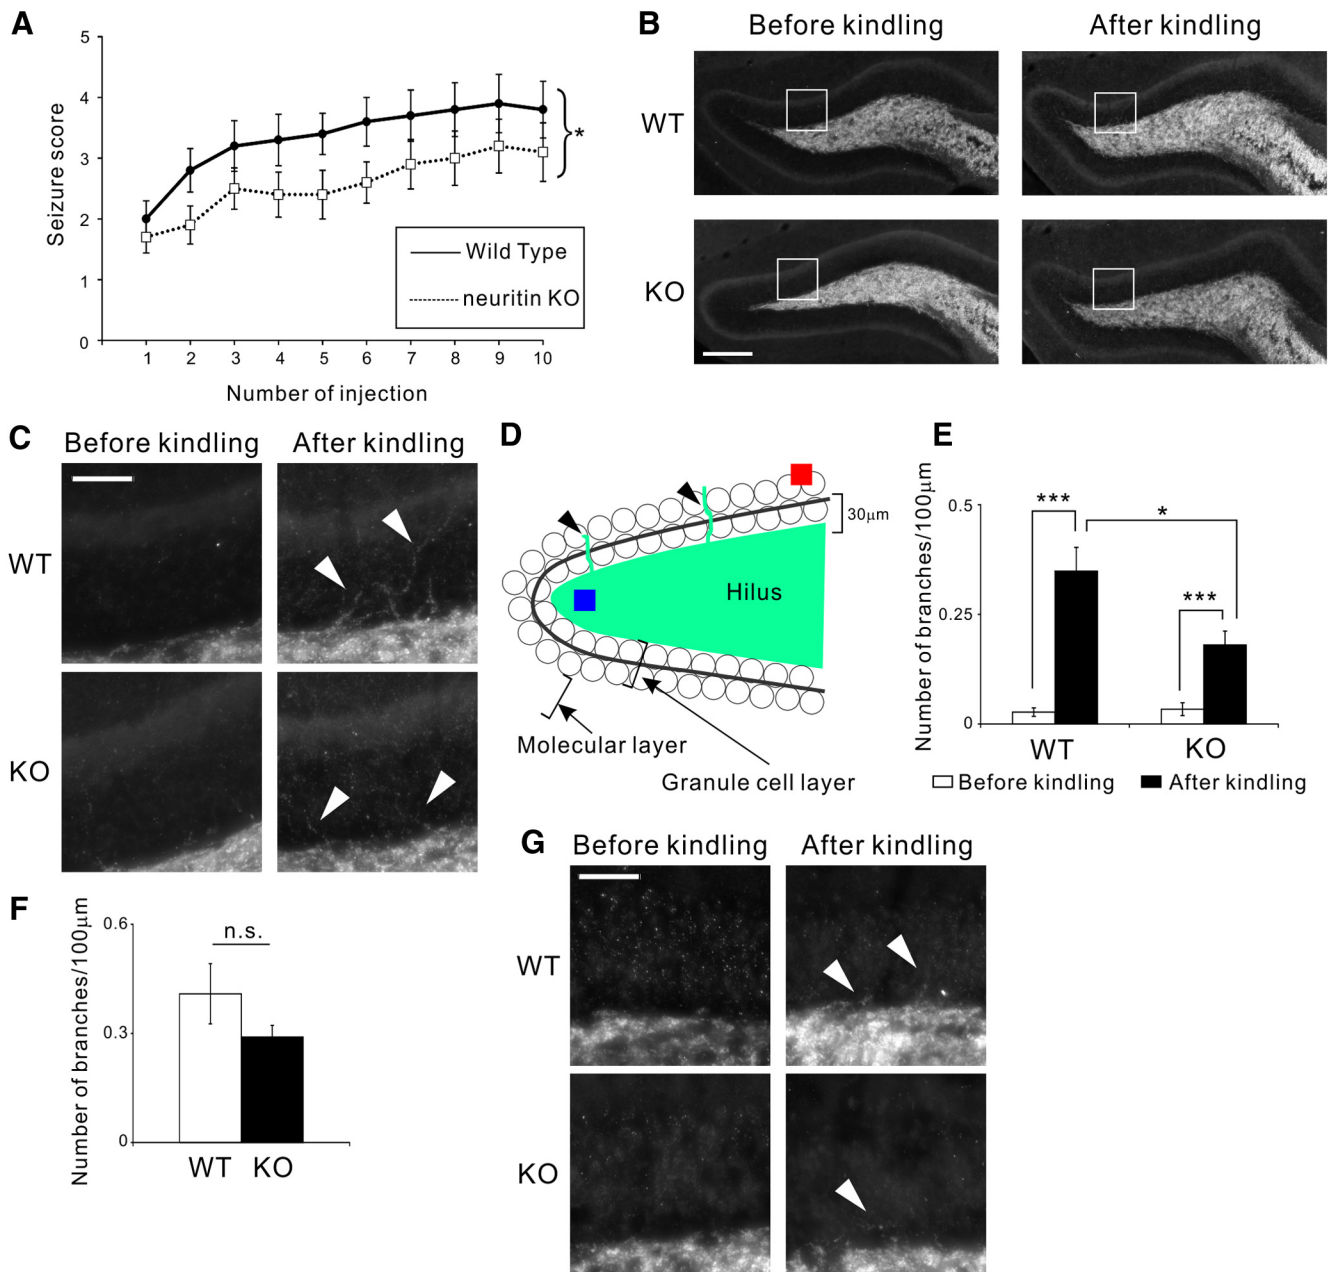 A
Seizure score
5
4
3
2
1
0
*
Wild Type
neuritin KO
1 2 3 4 5 6 7 8 9 10
Number of injection
B
Before kindling
After kindling
WT
KO
C
Before kindling
After kindling
WT
KO
D
30μm
Hilus
Molecular layer
Granule cell layer
E
Number of branches/100μm
0.5
0.25
0
***
*
***
WT
KO
Before kindling
After kindling
F
Number of branches/100μm
0.6
0.3
0
n.s.
WT
KO
G
Before kindling
After kindling
WT
KO